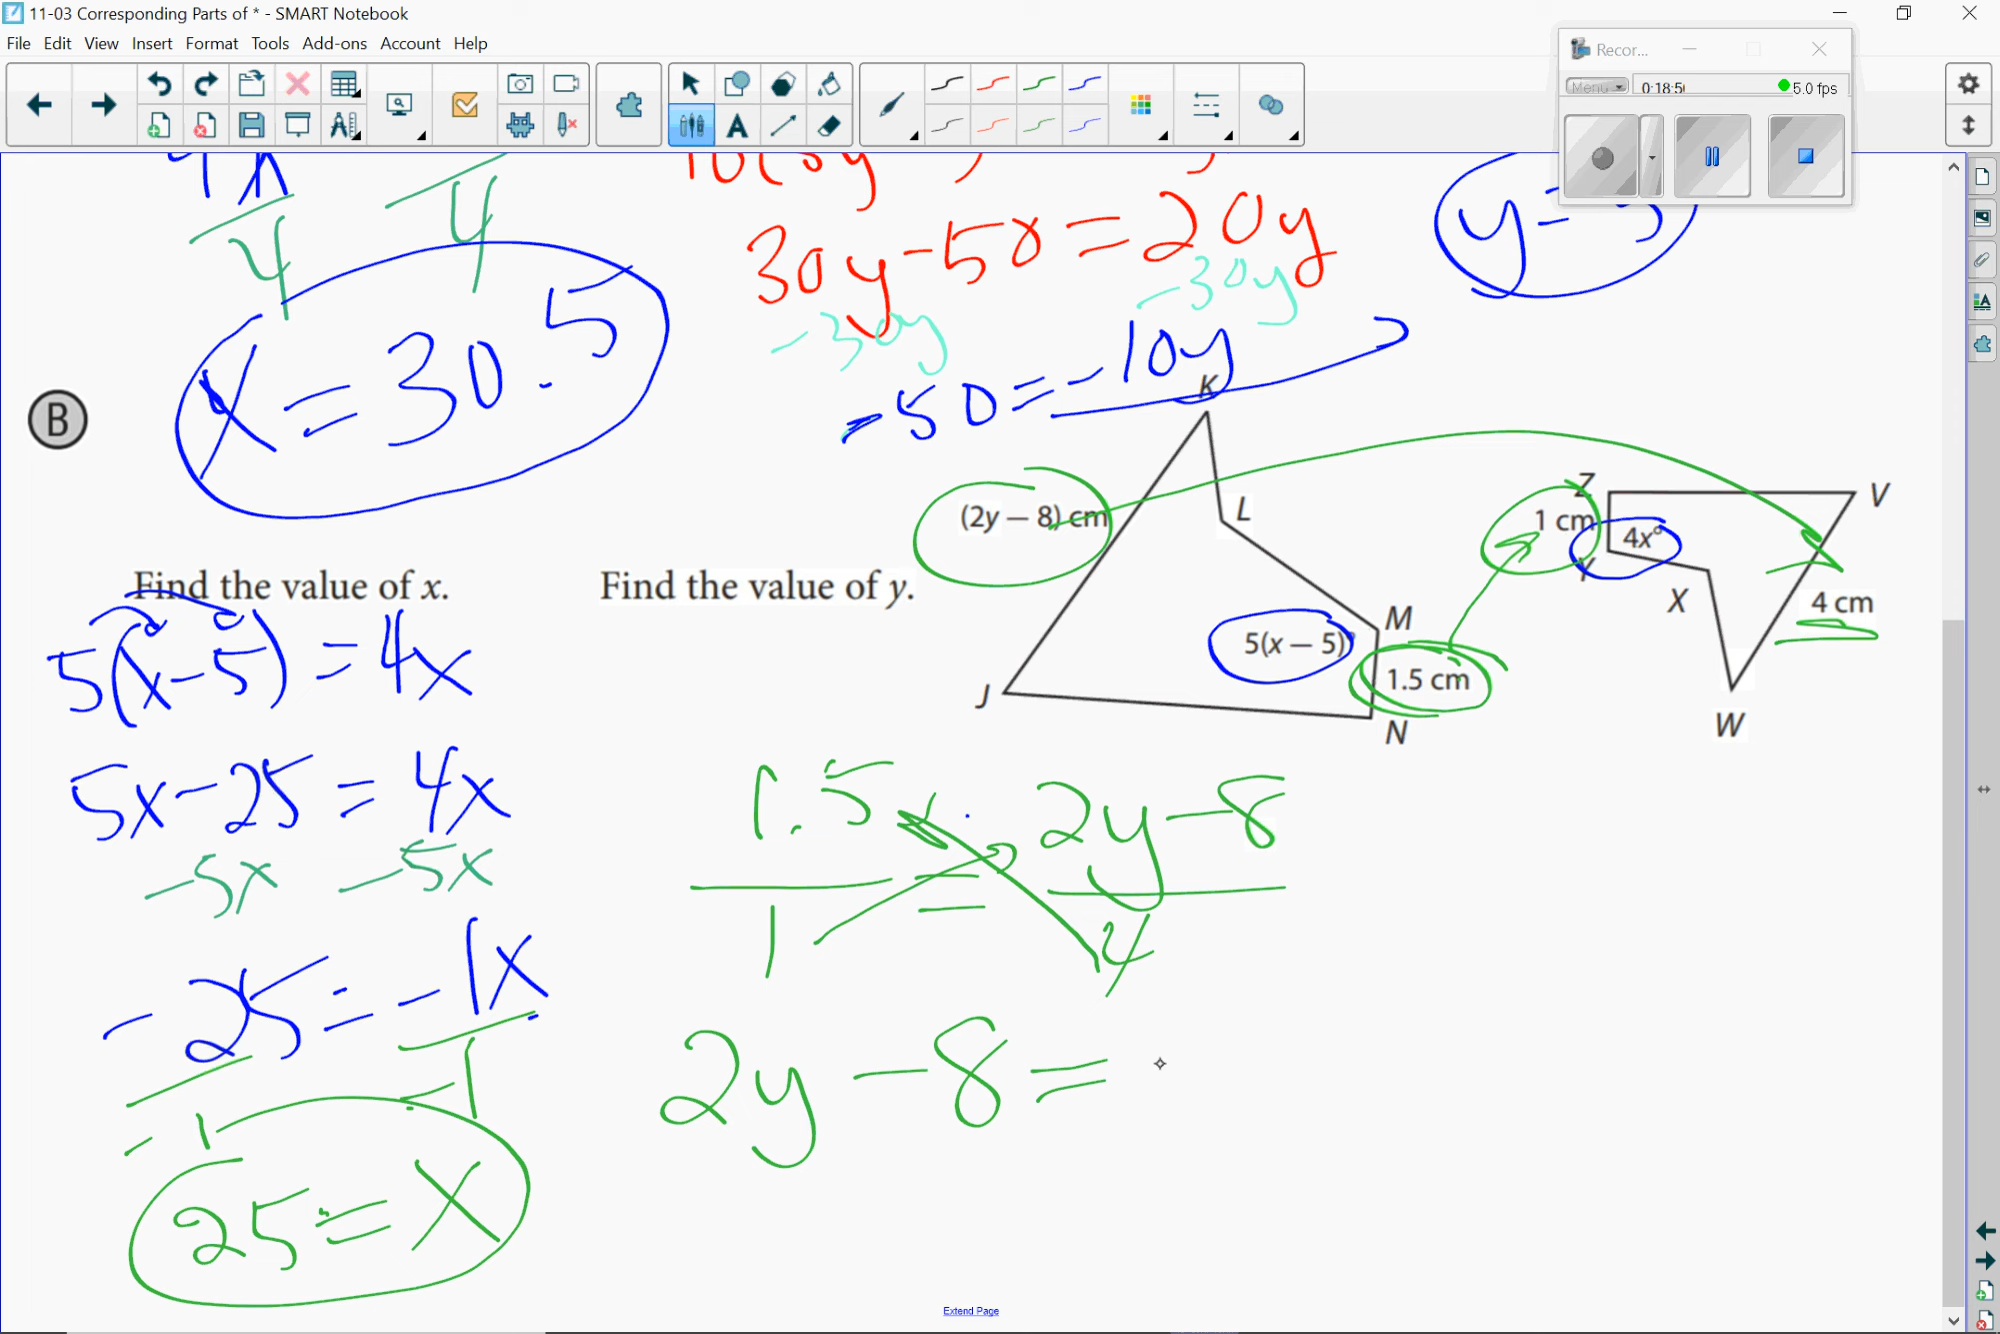 11-03 Corresponding Parts of * - SMART Notebook
File Edit View Insert Format Tools Add-ons Account Help
Recor...
Menu
0:18:5
5.0 fps
4x
4
4
30y - 50 = 20y
-30y -30y
-50 = -10y
y = 5
x = 30.5
B
K
L
(2y – 8) cm
M
5(x – 5)°
1.5 cm
J
N
Z
V
1 cm
4x°
Y
X
4 cm
W
Find the value of x.
Find the value of y.
5(x-5) = 4x
5x-25 = 4x
-5x -5x
-25 = -1x
-1 -1
25 = x
1.5 = 2y-8
1 4
2y - 8 =
Extend Page